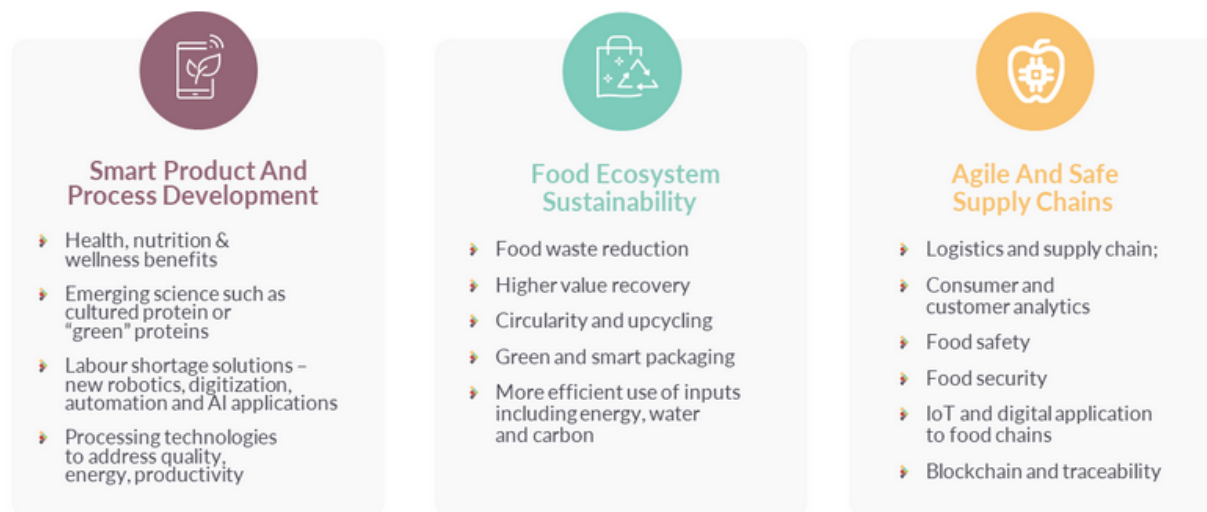 Smart Product And
Process Development
Health, nutrition &
wellness benefits
Emerging science such as
cultured protein or
“green” proteins
Labour shortage solutions –
new robotics, digitization,
automation and AI applications
Processing technologies
to address quality,
energy, productivity
Food Ecosystem
Sustainability
Food waste reduction
Higher value recovery
Circularity and upcycling
Green and smart packaging
More efficient use of inputs
including energy, water
and carbon
Agile And Safe
Supply Chains
Logistics and supply chain;
Consumer and
customer analytics
Food safety
Food security
IoT and digital application
to food chains
Blockchain and traceability